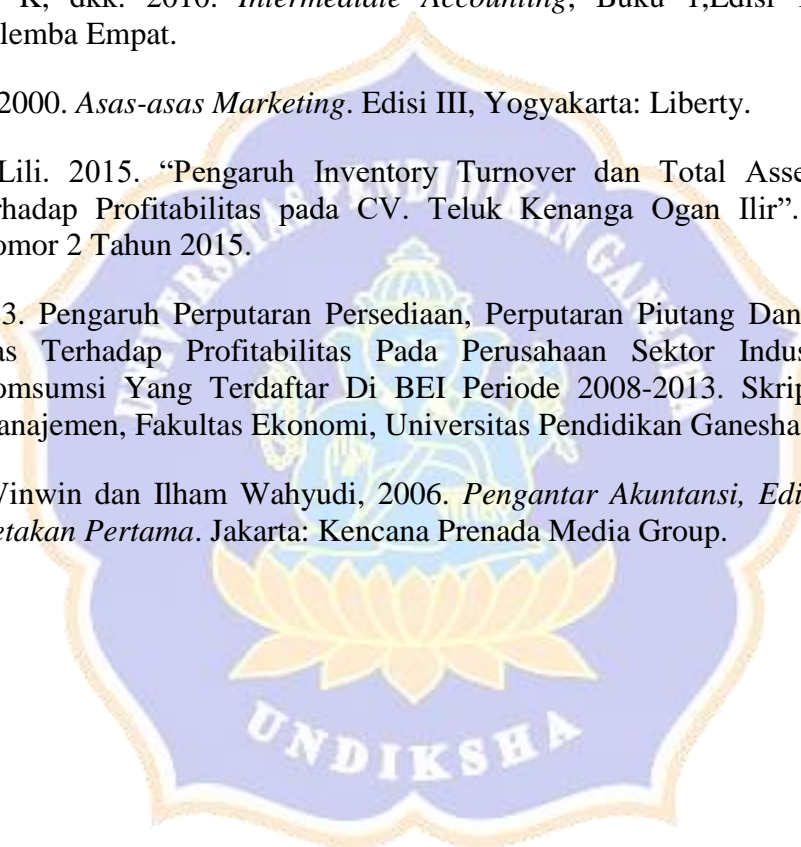 K, dkk. 2010. Intermediate Accounting, Buku 1,Edisi
lemba Empat.
2000. Asas-asas Marketing. Edisi III, Yogyakarta: Liberty.
Lili. 2015. “Pengaruh Inventory Turnover dan Total Asse
rhadap Profitabilitas pada CV. Teluk Kenanga Ogan Ilir”.
omor 2 Tahun 2015.
3. Pengaruh Perputaran Persediaan, Perputaran Piutang Dan
as Terhadap Profitabilitas Pada Perusahaan Sektor Indus
omsumsi Yang Terdaftar Di BEI Periode 2008-2013. Skrip
anajemen, Fakultas Ekonomi, Universitas Pendidikan Ganesha
Winwin dan Ilham Wahyudi, 2006. Pengantar Akuntansi, Edi
etakan Pertama. Jakarta: Kencana Prenada Media Group.
UNIVERSITAS PENDIDIKAN GANESHA
UNDIKSHA